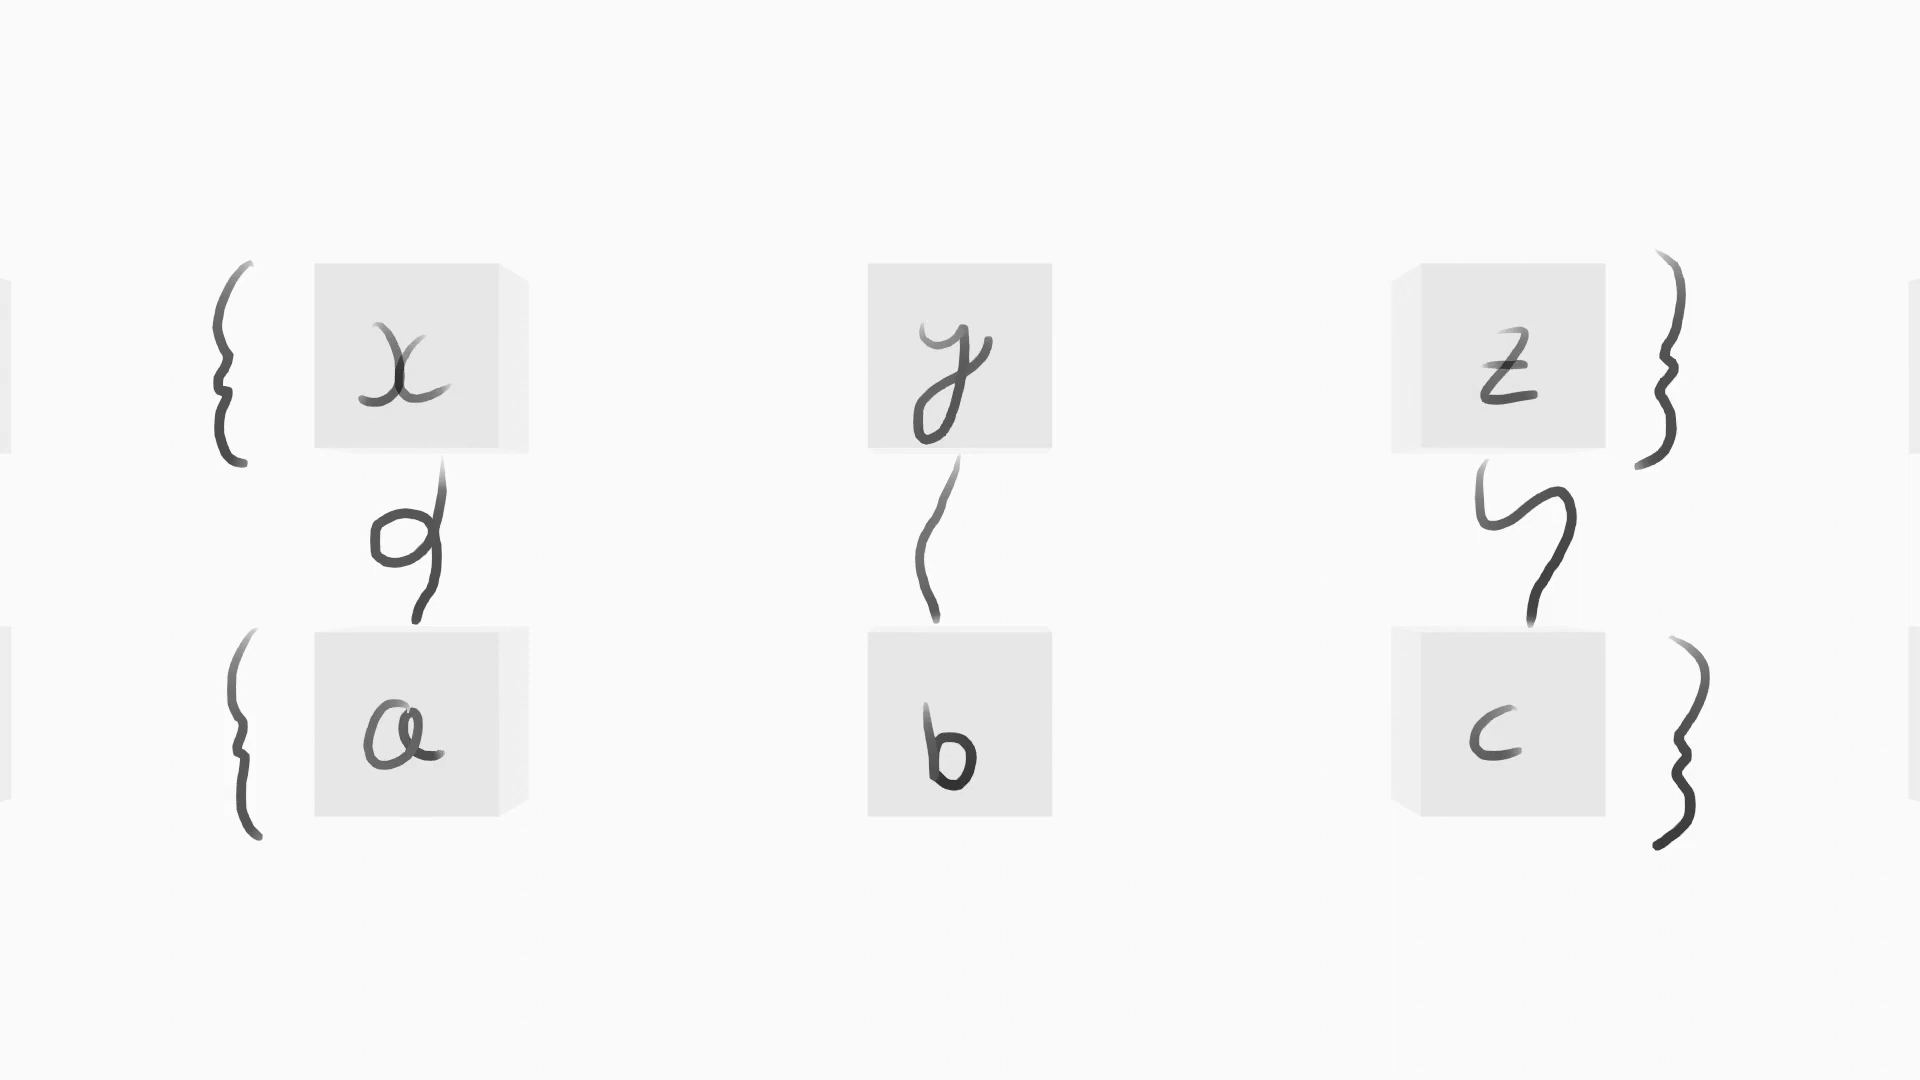 { x y z }
{ a b c }